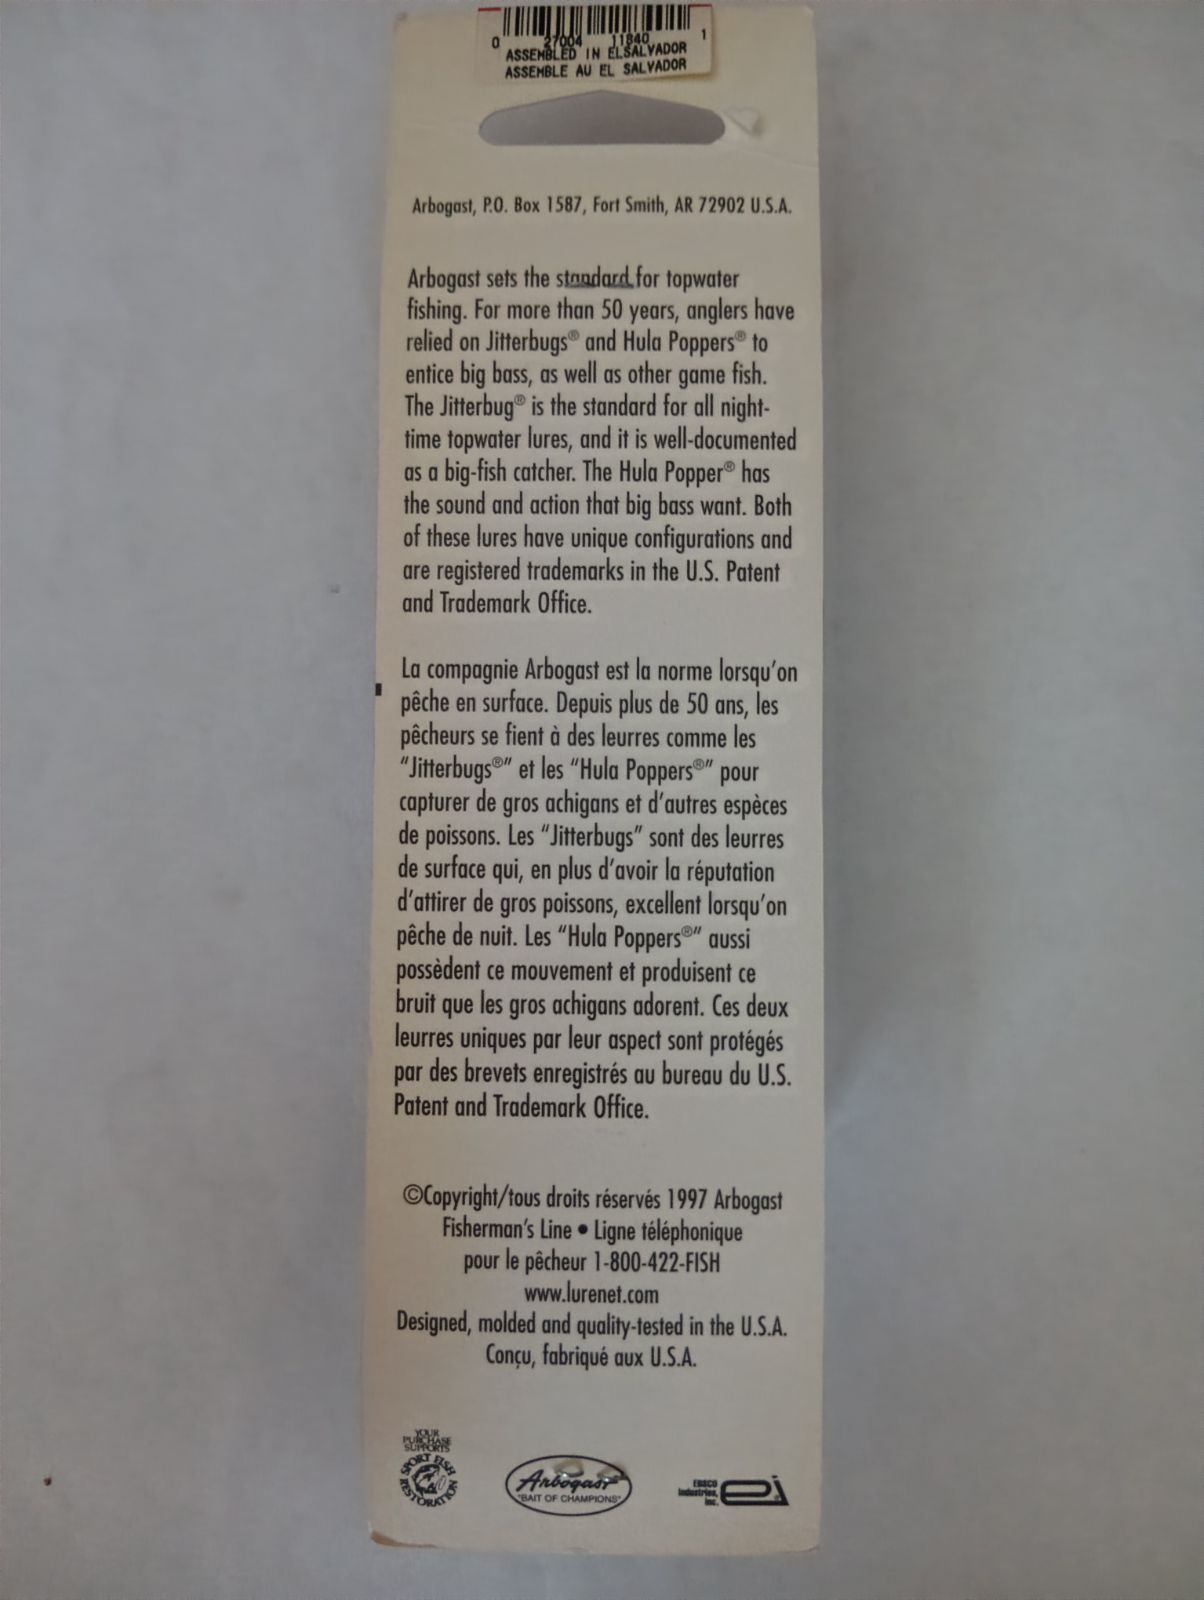 0 27004 11840 1
ASSEMBLED IN ELSALVADOR
ASSEMBLE AU EL SALVADOR
Arbogast, P.O. Box 1587, Fort Smith, AR 72902 U.S.A.
Arbogast sets the standard for topwater
fishing. For more than 50 years, anglers have
relied on Jitterbugs® and Hula Poppers® to
entice big bass, as well as other game fish.
The Jitterbug® is the standard for all night-
time topwater lures, and it is well-documented
as a big-fish catcher. The Hula Popper® has
the sound and action that big bass want. Both
of these lures have unique configurations and
are registered trademarks in the U.S. Patent
and Trademark Office.
La compagnie Arbogast est la norme lorsqu'on
pêche en surface. Depuis plus de 50 ans, les
pêcheurs se fient à des leurres comme les
"Jitterbugs®" et les "Hula Poppers®" pour
capturer de gros achigans et d'autres espèces
de poissons. Les "Jitterbugs" sont des leurres
de surface qui, en plus d'avoir la réputation
d'attirer de gros poissons, excellent lorsqu'on
pêche de nuit. Les "Hula Poppers®" aussi
possèdent ce mouvement et produisent ce
bruit que les gros achigans adorent. Ces deux
leurres uniques par leur aspect sont protégés
par des brevets enregistrés au bureau du U.S.
Patent and Trademark Office.
©Copyright/tous droits réservés 1997 Arbogast
Fisherman's Line • Ligne téléphonique
pour le pêcheur 1-800-422-FISH
www.lurenet.com
Designed, molded and quality-tested in the U.S.A.
Conçu, fabriqué aux U.S.A.
YOUR
PURCHASE
SUPPORTS
SPORT FISH
RESTORATION
Arbogast
"BAIT OF CHAMPIONS"
EBSCO
Industries,
Inc.
ei